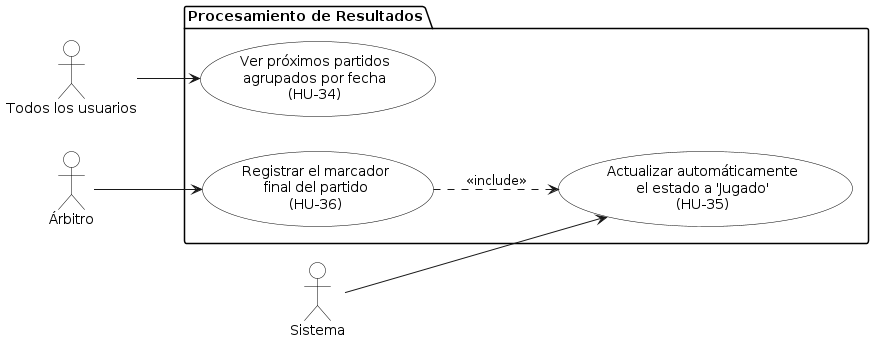 Procesamiento de Resultados
Ver próximos partidos
agrupados por fecha
(HU-34)
Todos los usuarios
Registrar el marcador
final del partido
(HU-36)
«include»
Actualizar automáticamente
el estado a 'Jugado'
(HU-35)
Árbitro
Sistema